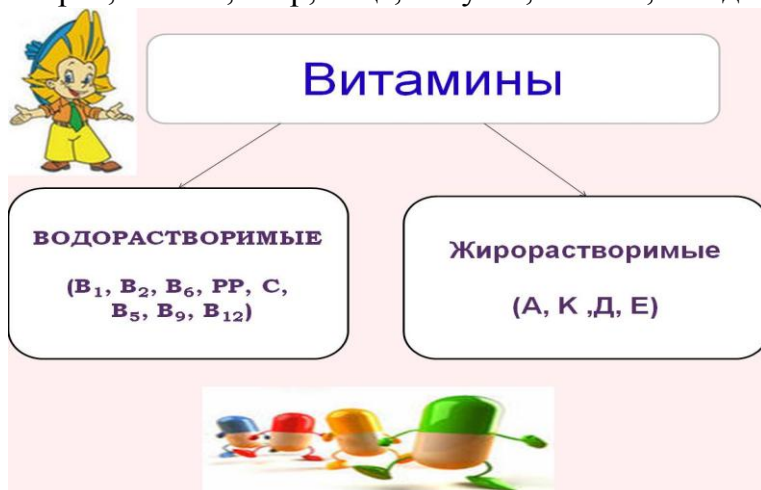 Витамины
ВОДОРАСТВОРИМЫЕ
(B₁, B₂, B₆, PP, C,
B₅, B₉, B₁₂)
Жирорастворимые
(А, К ,Д, Е)